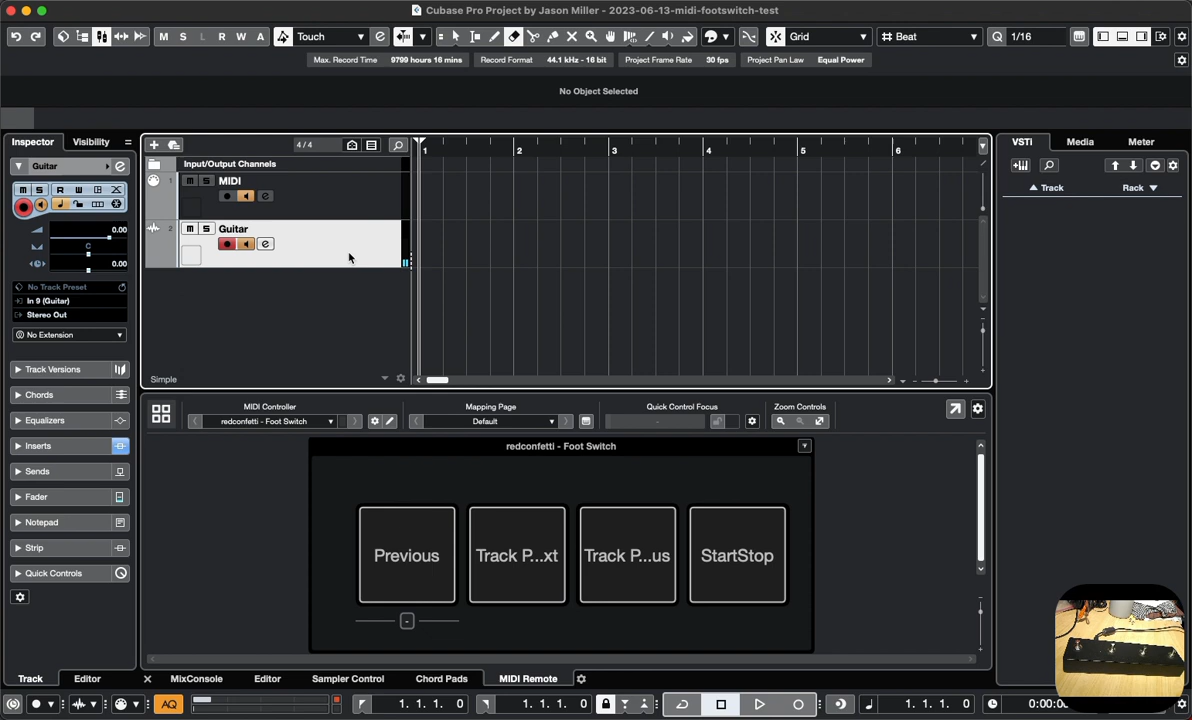 Cubase Pro Project by Jason Miller - 2023-06-13-midi-footswitch-test
M S L R W A Touch Grid Beat Q 1/16
Max. Record Time 9799 hours 16 mins Record Format 44.1 kHz - 16 bit Project Frame Rate 30 fps Project Pan Law Equal Power
No Object Selected
Inspector Visibility
Guitar
M S R W
0.00
C
0.00
No Track Preset
In 9 (Guitar)
Stereo Out
No Extension
Track Versions
Chords
Equalizers
Inserts
Sends
Fader
Notepad
Strip
Quick Controls
4/4
Input/Output Channels
1 M S MIDI
2 M S Guitar
Simple
1 2 3 4 5 6
VSTi Media Meter
Track Rack
MIDI Controller Mapping Page Quick Control Focus Zoom Controls
redconfetti - Foot Switch Default -
redconfetti - Foot Switch
Previous Track P...xt Track P...us StartStop
-
Track Editor MixConsole Editor Sampler Control Chord Pads MIDI Remote
AQ 1. 1. 1. 0 1. 1. 1. 0 1. 1. 1. 0